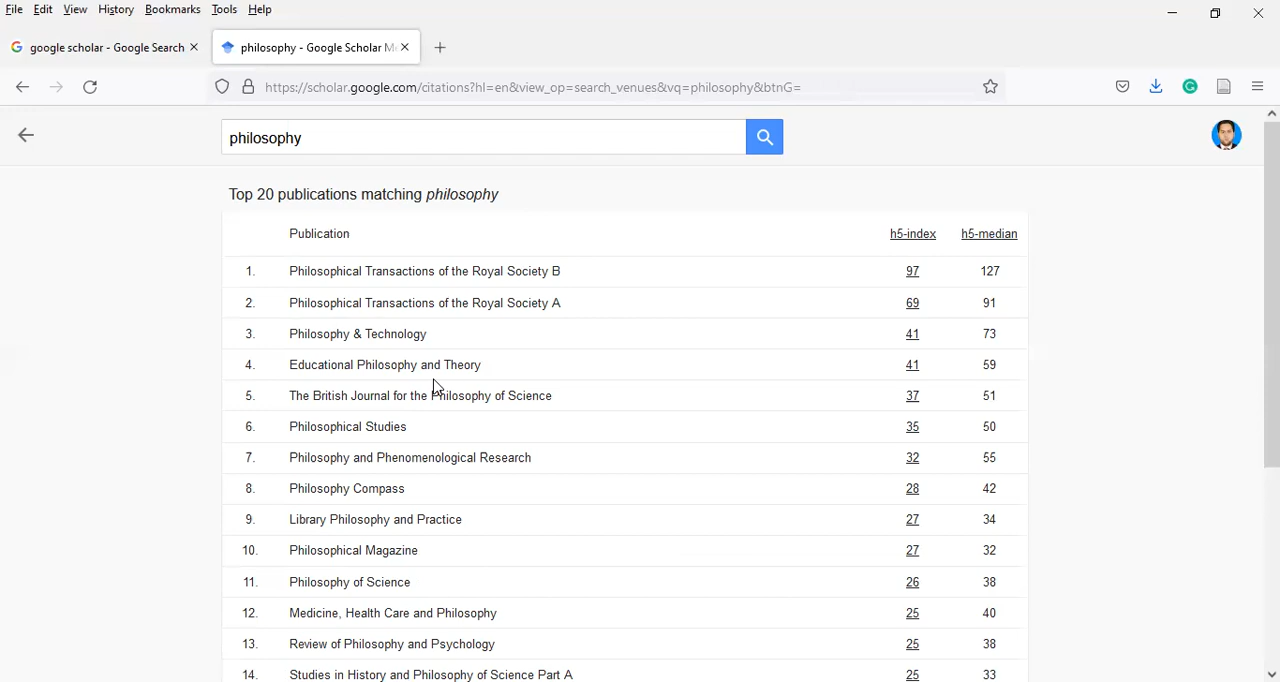 File Edit View History Bookmarks Tools Help
google scholar - Google Search
philosophy - Google Scholar M
https://scholar.google.com/citations?hl=en&view_op=search_venues&vq=philosophy&btnG=
philosophy
Top 20 publications matching philosophy
Publication h5-index h5-median
1. Philosophical Transactions of the Royal Society B 97 127
2. Philosophical Transactions of the Royal Society A 69 91
3. Philosophy & Technology 41 73
4. Educational Philosophy and Theory 41 59
5. The British Journal for the Philosophy of Science 37 51
6. Philosophical Studies 35 50
7. Philosophy and Phenomenological Research 32 55
8. Philosophy Compass 28 42
9. Library Philosophy and Practice 27 34
10. Philosophical Magazine 27 32
11. Philosophy of Science 26 38
12. Medicine, Health Care and Philosophy 25 40
13. Review of Philosophy and Psychology 25 38
14. Studies in History and Philosophy of Science Part A 25 33